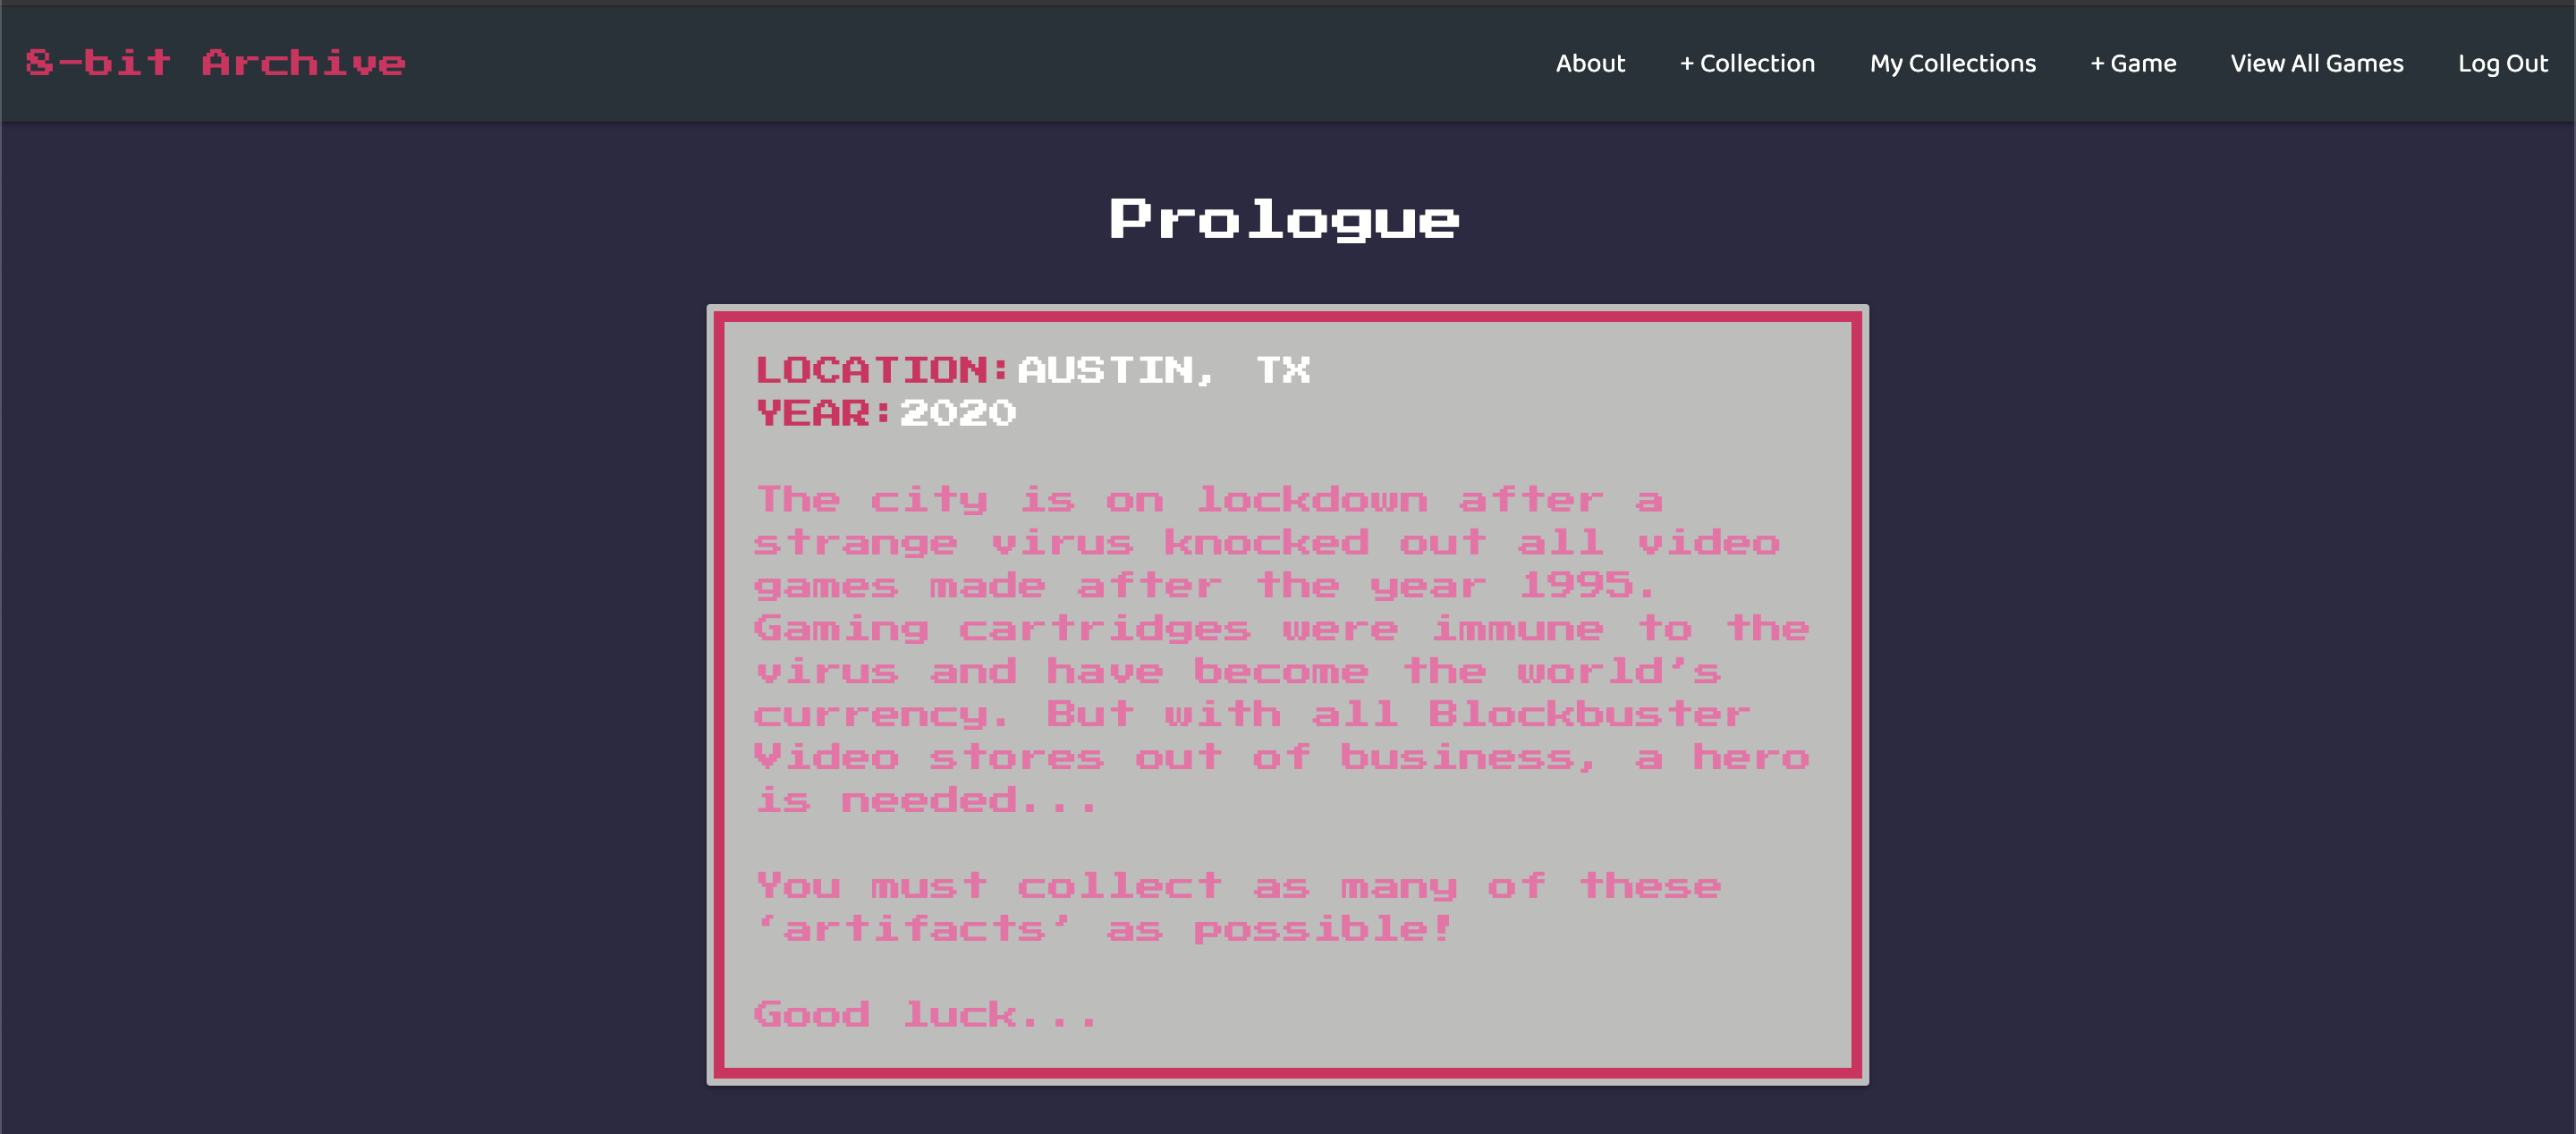 8-bit Archive
About
+ Collection
My Collections
+ Game
View All Games
Log Out
Prologue
LOCATION:AUSTIN, TX
YEAR:2020
The city is on lockdown after a
strange virus knocked out all video
games made after the year 1995.
Gaming cartridges were immune to the
virus and have become the world's
currency. But with all Blockbuster
Video stores out of business, a hero
is needed...
You must collect as many of these
‘artifacts’ as possible!
Good luck...